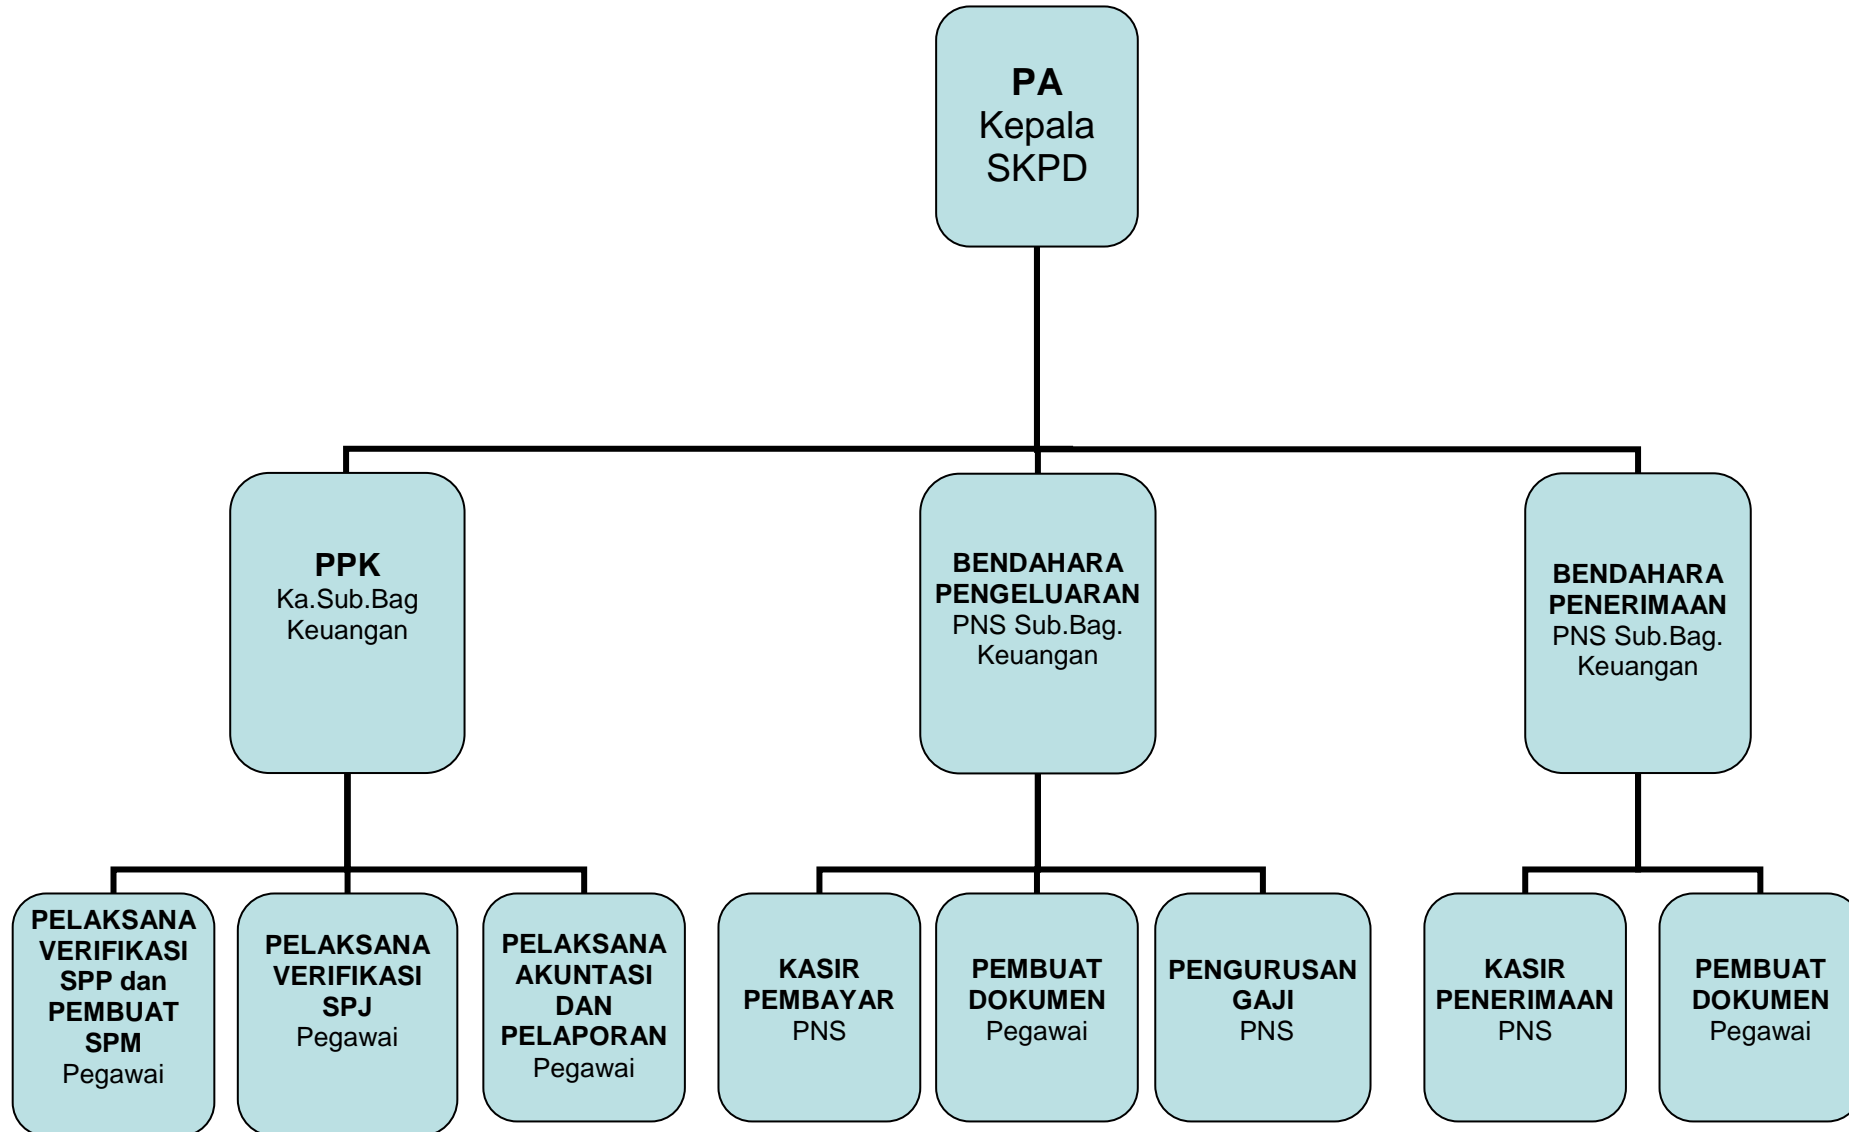 PA
Kepala
SKPD
PPK
Ka.Sub.Bag
Keuangan
BENDAHARA
PENGELUARAN
PNS Sub.Bag.
Keuangan
BENDAHARA
PENERIMAAN
PNS Sub.Bag.
Keuangan
PELAKSANA
VERIFIKASI
SPP dan
PEMBUAT
SPM
Pegawai
PELAKSANA
VERIFIKASI
SPJ
Pegawai
PELAKSANA
AKUNTASI
DAN
PELAPORAN
Pegawai
KASIR
PEMBAYAR
PNS
PEMBUAT
DOKUMEN
Pegawai
PENGURUSAN
GAJI
PNS
KASIR
PENERIMAAN
PNS
PEMBUAT
DOKUMEN
Pegawai